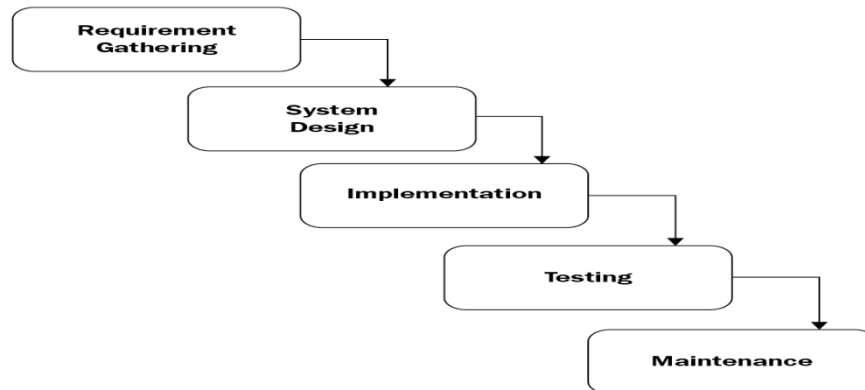 Requirement
Gathering
System
Design
Implementation
Testing
Maintenance